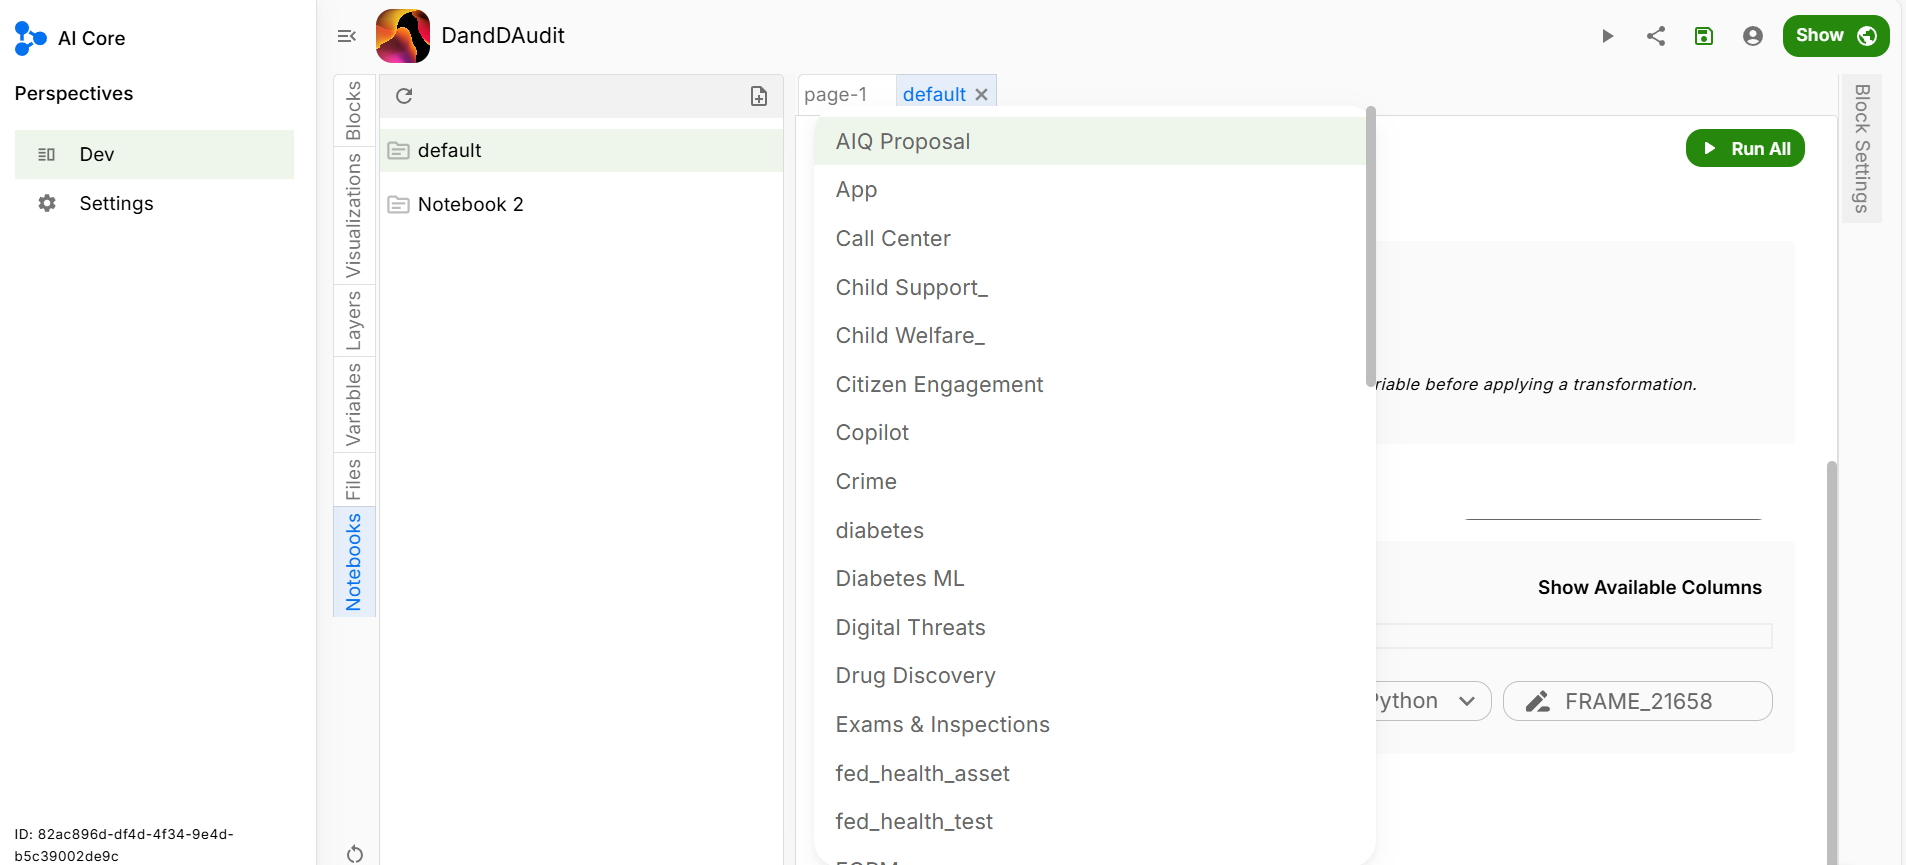 AI Core
Perspectives
Dev
Settings
ID: 82ac896d-df4d-4f34-9e4d-
b5c39002de9c
DandDAudit
Show
Blocks
Visualizations
Layers
Variables
Files
Notebooks
default
Notebook 2
page-1
default
AIQ Proposal
App
Call Center
Child Support_
Child Welfare_
Citizen Engagement
Copilot
Crime
diabetes
Diabetes ML
Digital Threats
Drug Discovery
Exams & Inspections
fed_health_asset
fed_health_test
Run All
riable before applying a transformation.
Show Available Columns
Python
FRAME_21658
Block Settings